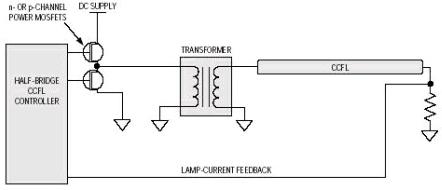 n- OR p-CHANNEL
POWER MOSFETS
DC SUPPLY
TRANSFORMER
CCFL
HALF-BRIDGE
CCFL
CONTROLLER
LAMP-CURRENT FEEDBACK